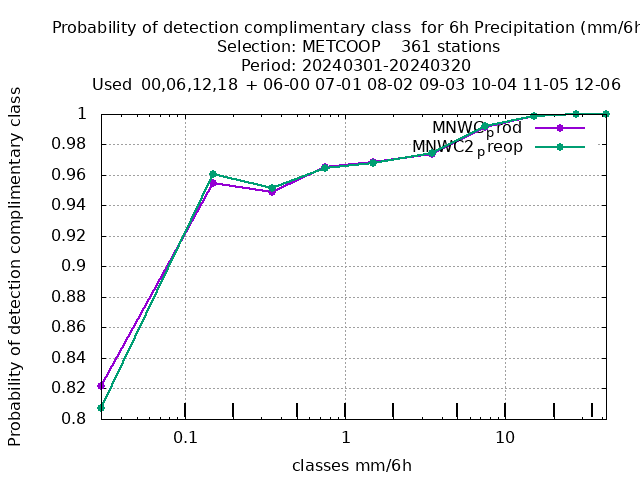 Probability of detection complimentary class  for 6h Precipitation (mm/6h
Selection: METCOOP    361 stations
Period: 20240301-20240320
Used  00,06,12,18  + 06-00 07-01 08-02 09-03 10-04 11-05 12-06
Probability of detection complimentary class
1
0.98
0.96
0.94
0.92
0.9
0.88
0.86
0.84
0.82
0.8
MNWC_prod
MNWC2_preop
0.1
1
10
classes mm/6h